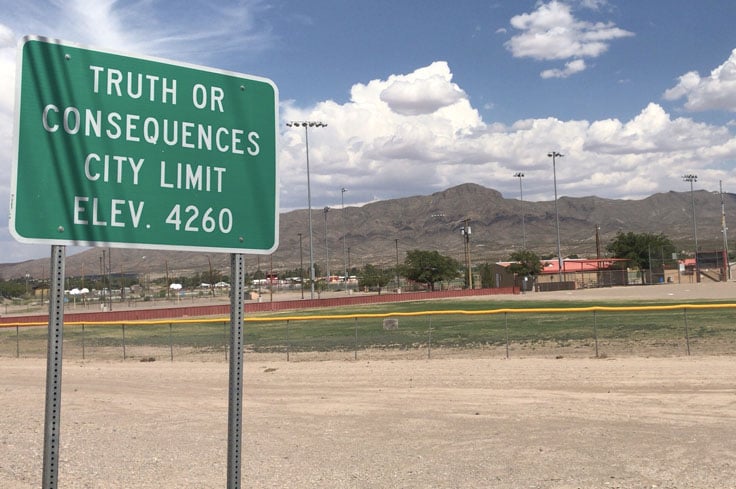 TRUTH OR
CONSEQUENCES
CITY LIMIT
ELEV. 4260